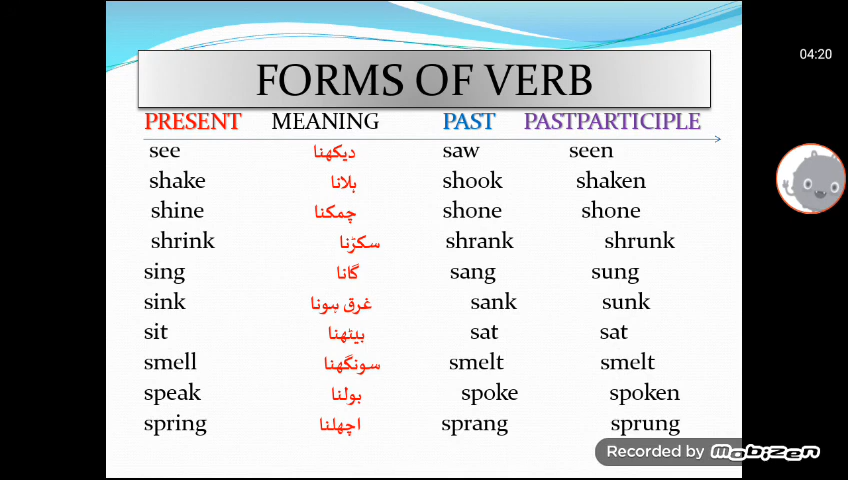 04:20
FORMS OF VERB
PRESENT MEANING PAST PASTPARTICIPLE
see دیکھنا saw seen
shake ہلانا shook shaken
shine چمکنا shone shone
shrink سکڑنا shrank shrunk
sing گانا sang sung
sink غرق ہونا sank sunk
sit بیٹھنا sat sat
smell سونگھنا smelt smelt
speak بولنا spoke spoken
spring اچھلنا sprang sprung
Recorded by mobizen